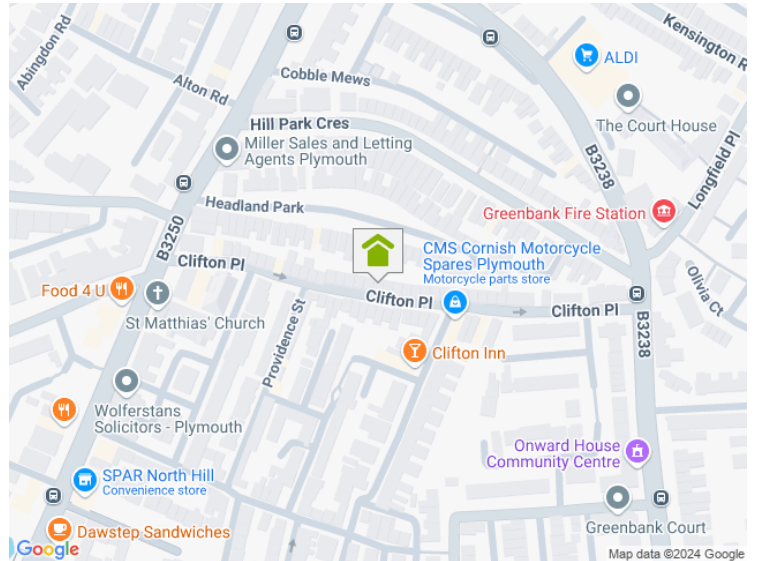 Abingdon Rd
Alton Rd
Cobble Mews
Kensington R
ALDI
The Court House
Hill Park Cres
Miller Sales and Letting
Agents Plymouth
B3238
Longfield Pl
Headland Park
Greenbank Fire Station
B3250
Clifton Pl
CMS Cornish Motorcycle
Spares Plymouth
Motorcycle parts store
Food 4 U
St Matthias' Church
Providence St
Clifton Pl
Clifton Pl
Olivia Ct
B3238
Clifton Inn
Wolferstans
Solicitors - Plymouth
Onward House
Community Centre
SPAR North Hill
Convenience store
Greenbank Court
Dawstep Sandwiches
Google
Map data ©2024 Google